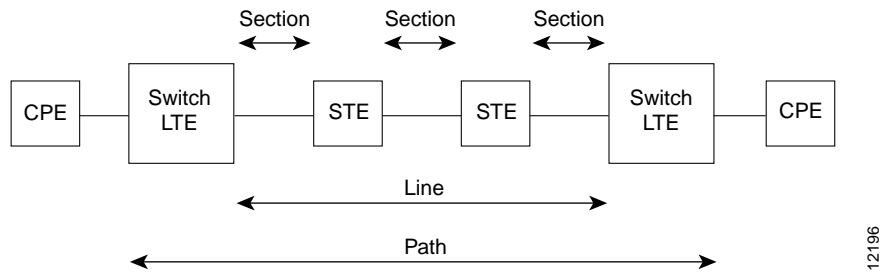 Section Section Section
CPE
Switch
LTE
STE
STE
Switch
LTE
CPE
Line
Path
12196